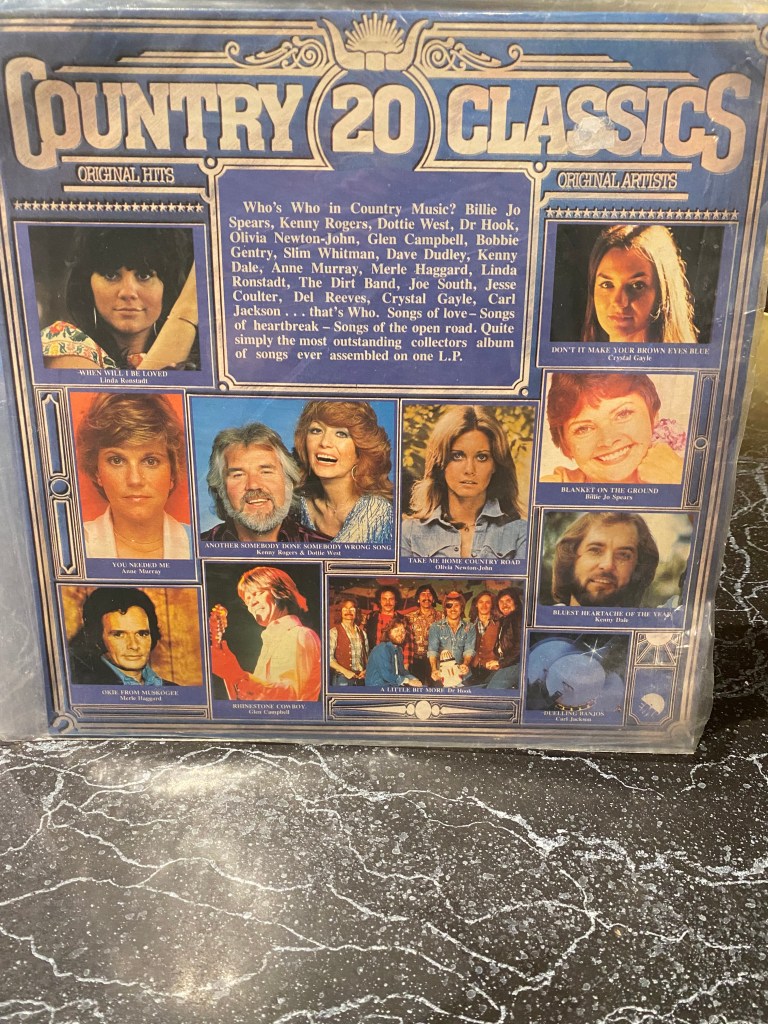 COUNTRY 20 CLASSICS
ORIGINAL HITS
ORIGINAL ARTISTS
Who's Who in Country Music? Billie Jo
Spears, Kenny Rogers, Dottie West, Dr Hook,
Olivia Newton-John, Glen Campbell, Bobbie
Gentry, Slim Whitman, Dave Dudley, Kenny
Dale, Anne Murray, Merle Haggard, Linda
Ronstadt, The Dirt Band, Joe South, Jesse
Coulter, Del Reeves, Crystal Gayle, Carl
Jackson . . . that's Who. Songs of love – Songs
of heartbreak – Songs of the open road. Quite
simply the most outstanding collectors album
of songs ever assembled on one L.P.
WHEN WILL I BE LOVED
Linda Ronstadt
DON'T IT MAKE YOUR BROWN EYES BLUE
Crystal Gayle
YOU NEEDED ME
Anne Murray
ANOTHER SOMEBODY DONE SOMEBODY WRONG SONG
Kenny Rogers & Dottie West
TAKE ME HOME COUNTRY ROAD
Olivia Newton-John
BLANKET ON THE GROUND
Billie Jo Spears
BLUEST HEARTACHE OF THE YEAR
Kenny Dale
OKIE FROM MUSKOGEE
Merle Haggard
RHINESTONE COWBOY
Glen Campbell
A LITTLE BIT MORE Dr Hook
DUELLING BANJOS
Carl Jackson